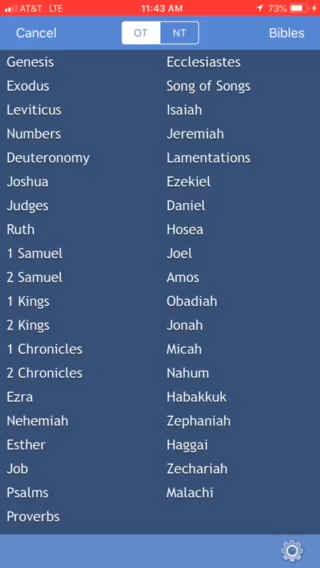 AT&T LTE 11:43 AM 73%
Cancel OT NT Bibles
Genesis
Exodus
Leviticus
Numbers
Deuteronomy
Joshua
Judges
Ruth
1 Samuel
2 Samuel
1 Kings
2 Kings
1 Chronicles
2 Chronicles
Ezra
Nehemiah
Esther
Job
Psalms
Proverbs
Ecclesiastes
Song of Songs
Isaiah
Jeremiah
Lamentations
Ezekiel
Daniel
Hosea
Joel
Amos
Obadiah
Jonah
Micah
Nahum
Habakkuk
Zephaniah
Haggai
Zechariah
Malachi